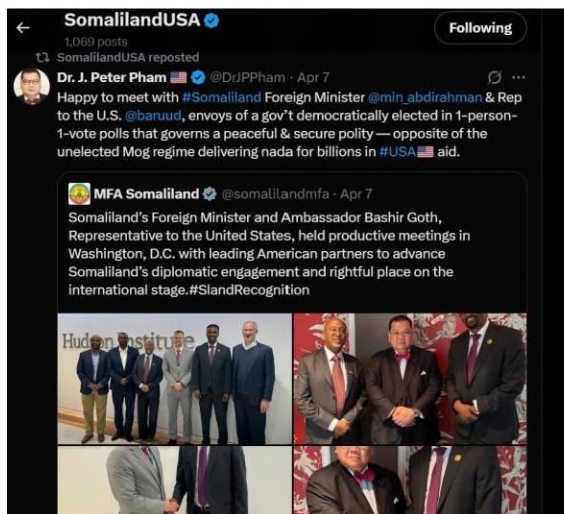 SomalilandUSA
1,069 posts
Following
SomalilandUSA reposted
Dr. J. Peter Pham @DrJPPham · Apr 7
Happy to meet with #Somaliland Foreign Minister @min_abdirahman & Rep
to the U.S. @baruud, envoys of a gov't democratically elected in 1-person-
1-vote polls that governs a peaceful & secure polity — opposite of the
unelected Mog regime delivering nada for billions in #USA aid.
MFA Somaliland @somalilandmfa · Apr 7
Somaliland's Foreign Minister and Ambassador Bashir Goth,
Representative to the United States, held productive meetings in
Washington, D.C. with leading American partners to advance
Somaliland's diplomatic engagement and rightful place on the
international stage.#SlandRecognition
Hudson Institute